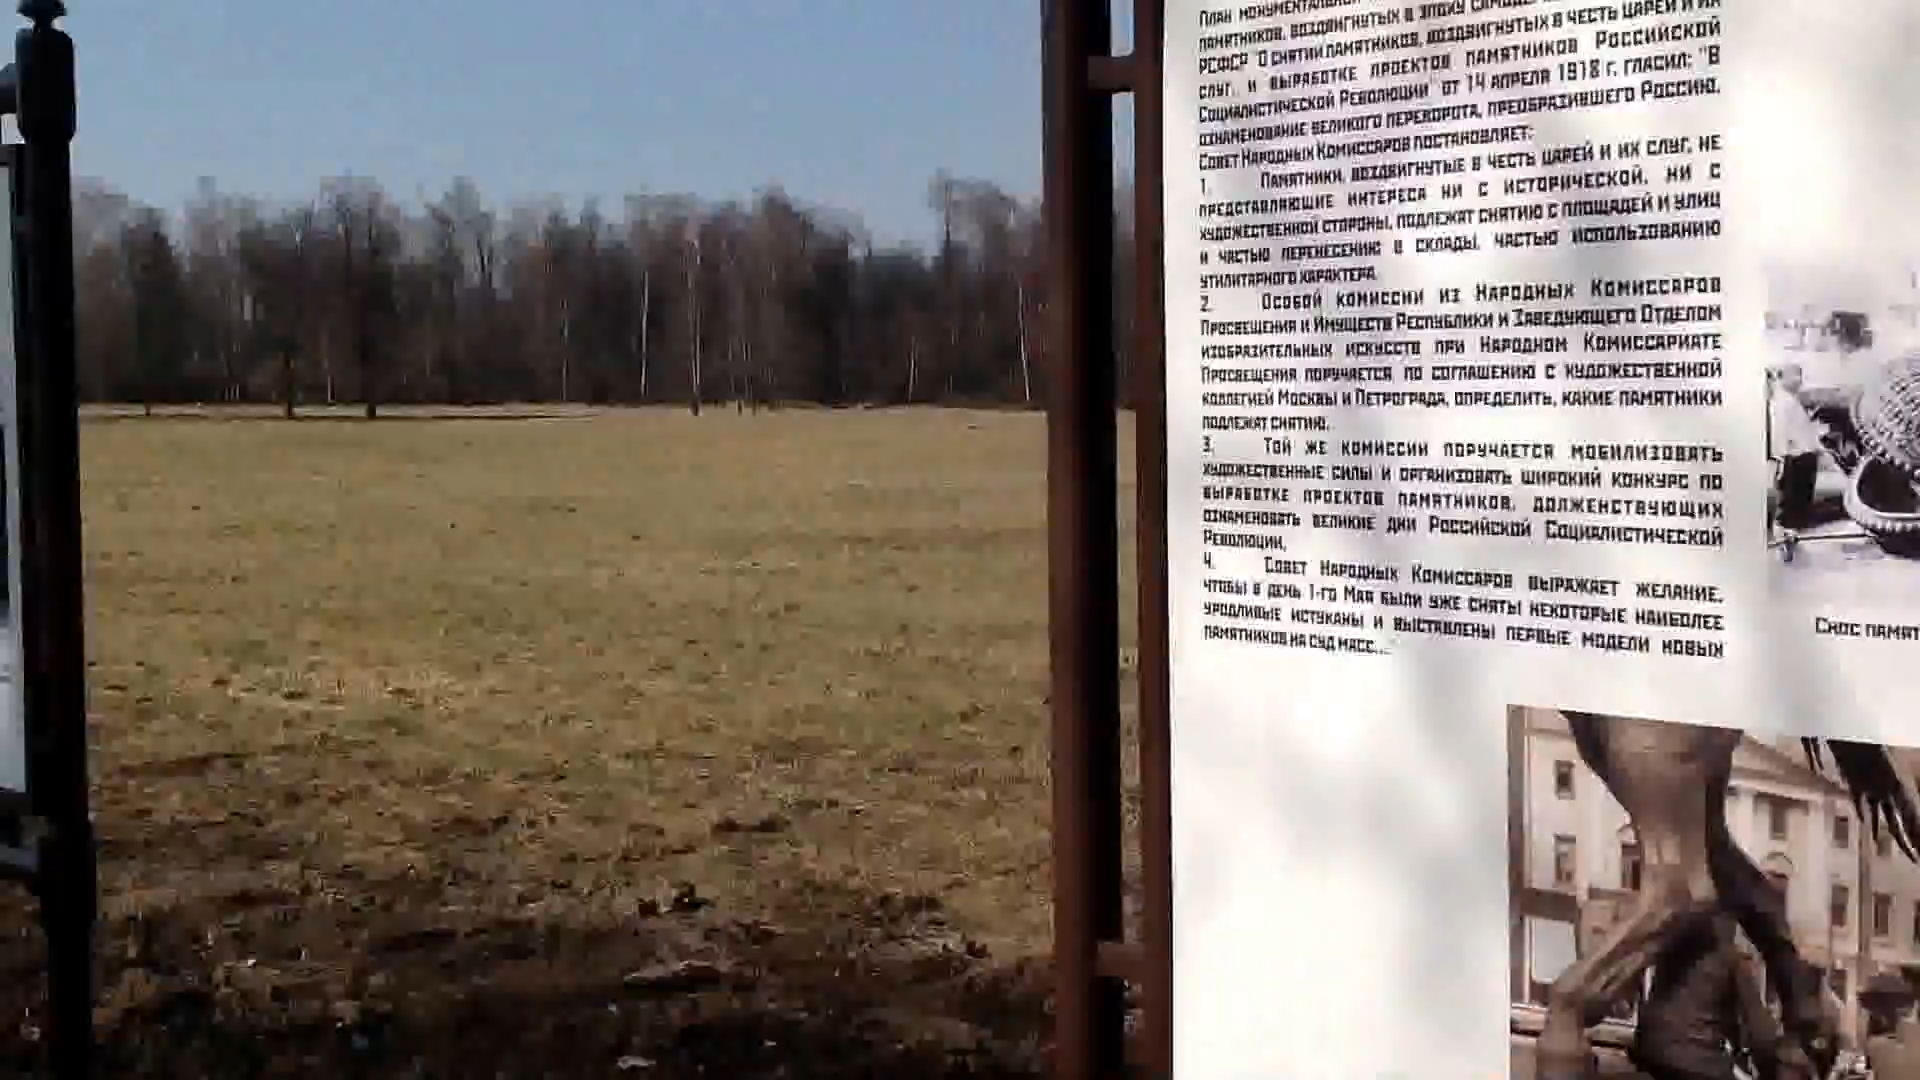 План монументальной
памятников, воздвигнутых в эпоху
РСФСР "О снятии памятников, воздвигнутых в честь царей и их
слуг, и выработке проектов памятников Российской
Социалистической Революции" от 14 апреля 1918 г. гласил: "В
ознаменование великого переворота, преобразившего Россию,
Совет Народных Комиссаров постановляет:
1. Памятники, воздвигнутые в честь царей и их слуг, не
представляющие интереса ни с исторической, ни с
художественной стороны, подлежат снятию с площадей и улиц
и частью перенесению в склады, частью использованию
утилитарного характера.
2. Особой комиссии из Народных Комиссаров
Просвещения и Имуществ Республики и Заведующего Отделом
изобразительных искусств при Народном Комиссариате
Просвещения поручается по соглашению с художественной
коллегией Москвы и Петрограда, определить, какие памятники
подлежат снятию.
3. Той же комиссии поручается мобилизовать
художественные силы и организовать широкий конкурс по
выработке проектов памятников, долженствующих
ознаменовать великие дни Российской Социалистической
Революции.
4. Совет Народных Комиссаров выражает желание,
чтобы в день 1-го Мая были уже сняты некоторые наиболее
уродливые истуканы и выставлены первые модели новых
памятников на суд масс...
Снос памят